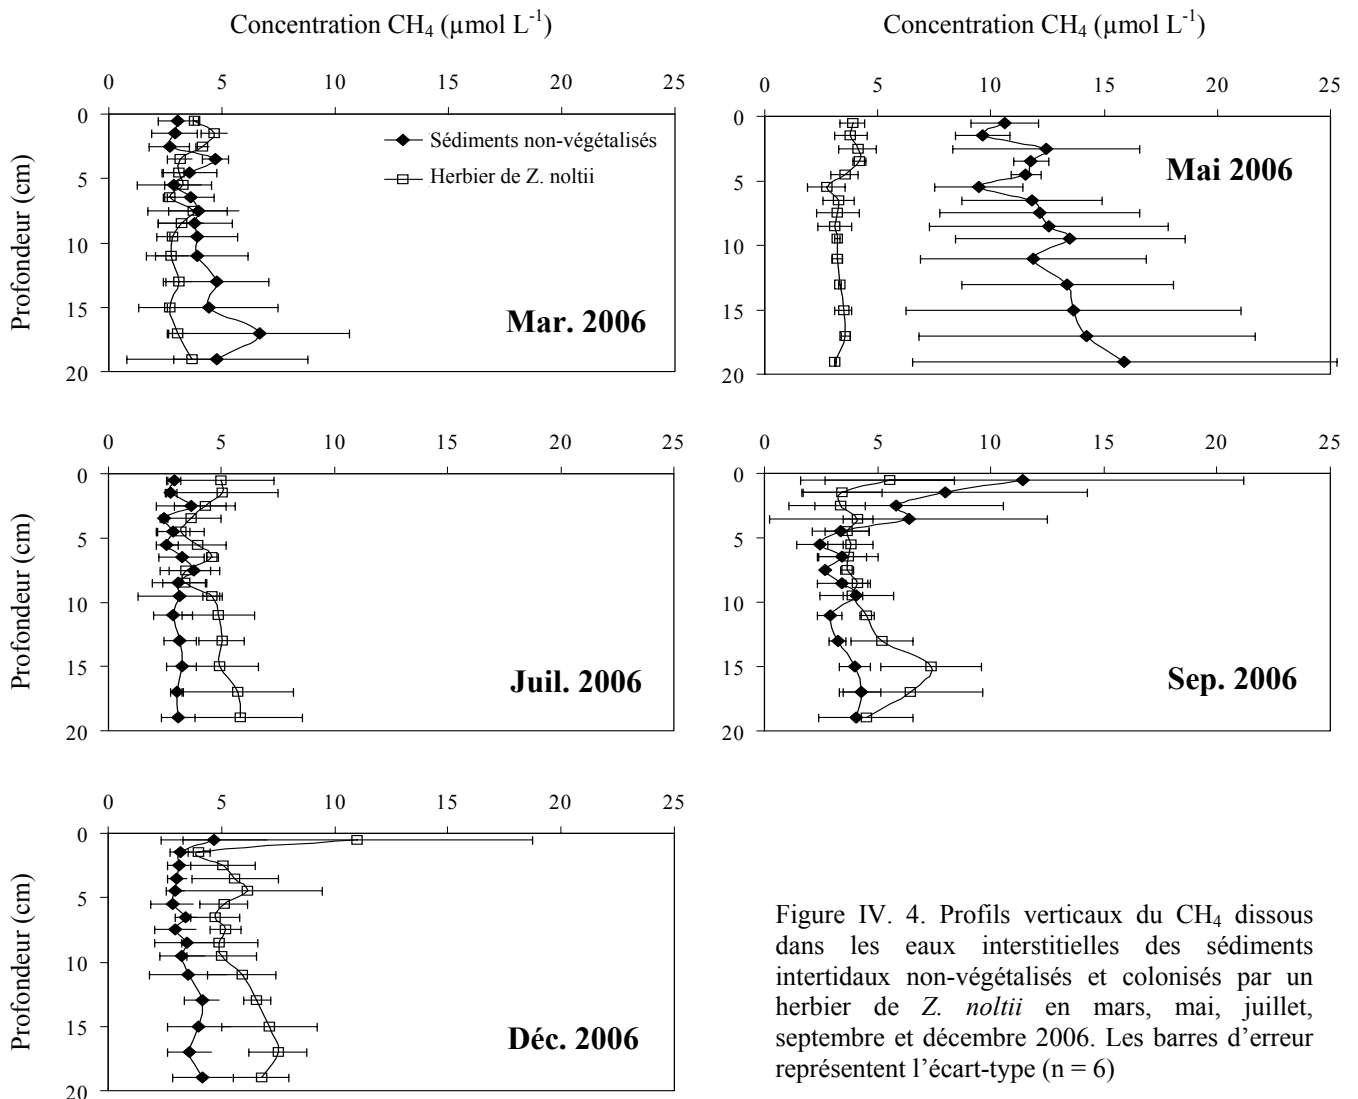 Concentration CH4 (µmol L-1)
Concentration CH4 (µmol L-1)
0 5 10 15 20 25
0
5
10
15
20
Profondeur (cm)
Sédiments non-végétalisés
Herbier de Z. noltii
Mar. 2006
0 5 10 15 20 25
0
5
10
15
20
Mai 2006
0 5 10 15 20 25
0
5
10
15
20
Profondeur (cm)
Juil. 2006
0 5 10 15 20 25
0
5
10
15
20
Sep. 2006
0 5 10 15 20 25
0
5
10
15
20
Profondeur (cm)
Déc. 2006
Figure IV. 4. Profils verticaux du CH4 dissous
dans les eaux interstitielles des sédiments
intertidaux non-végétalisés et colonisés par un
herbier de Z. noltii en mars, mai, juillet,
septembre et décembre 2006. Les barres d'erreur
représentent l'écart-type (n = 6)